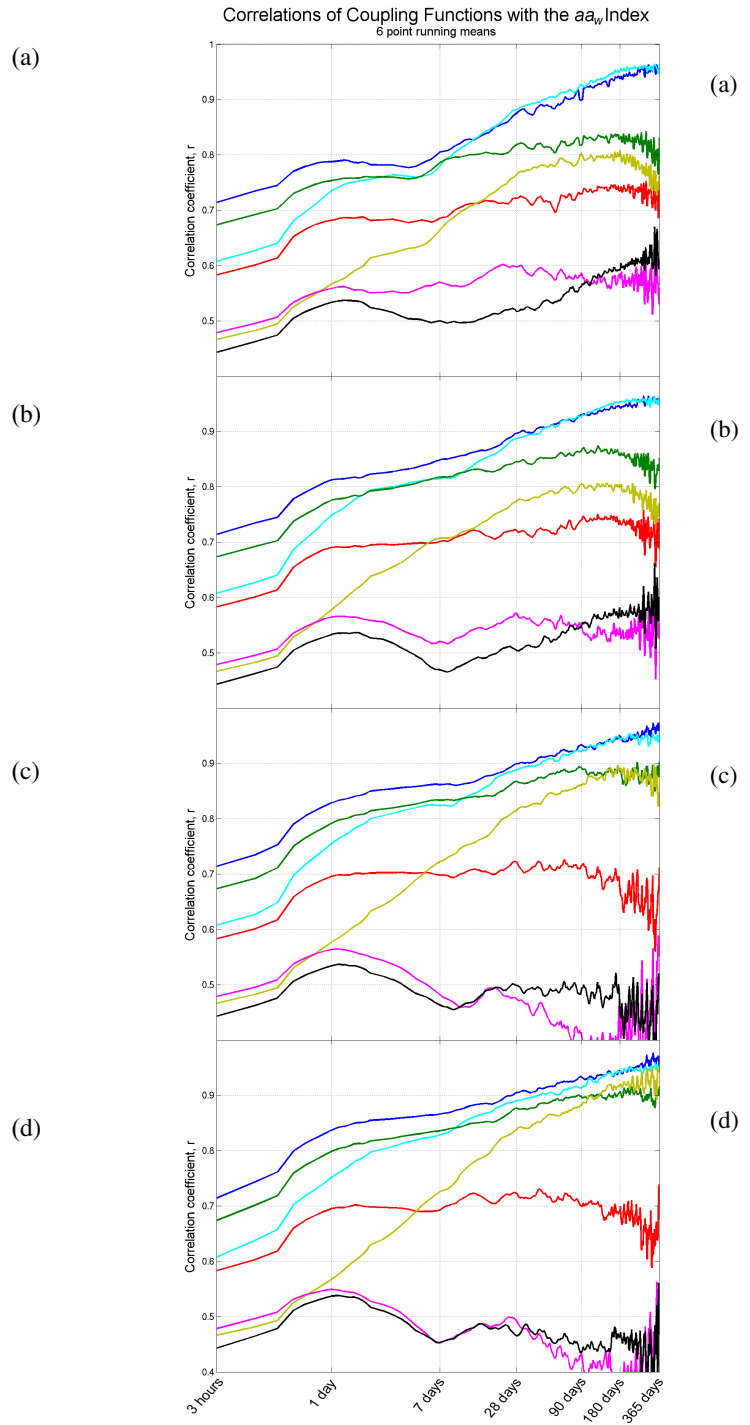 Correlations of Coupling Functions with the aa_w Index
6 point running means
(a)
(a)
1
0.9
0.8
0.7
0.6
0.5
Correlation coefficient, r
(b)
(b)
0.9
0.8
0.7
0.6
0.5
Correlation coefficient, r
(c)
(c)
0.9
0.8
0.7
0.6
0.5
Correlation coefficient, r
(d)
(d)
0.9
0.8
0.7
0.6
0.5
0.4
Correlation coefficient, r
3 hours
1 day
7 days
28 days
90 days
180 days
365 days